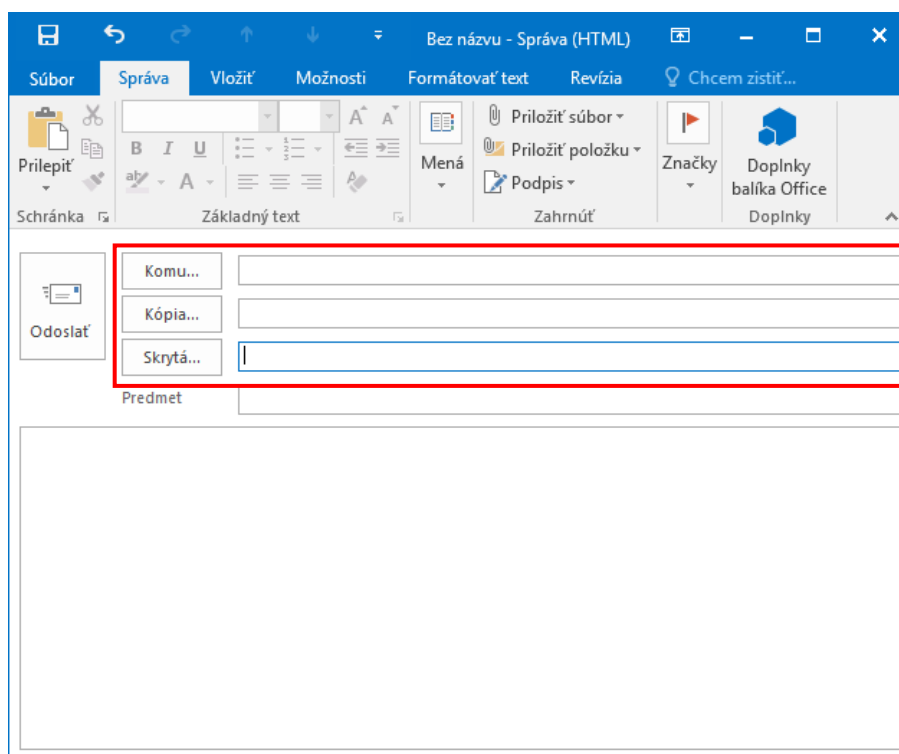 Bez názvu - Správa (HTML)
Súbor Správa Vložiť Možnosti Formátovať text Revízia Chcem zistiť...
Prilepiť
Schránka
B I U
A A
aby A
Základný text
Mená
Priložiť súbor
Priložiť položku
Podpis
Zahrnúť
Značky
Doplnky
balíka Office
Doplnky
Odoslať
Komu...
Kópia...
Skrytá...
Predmet